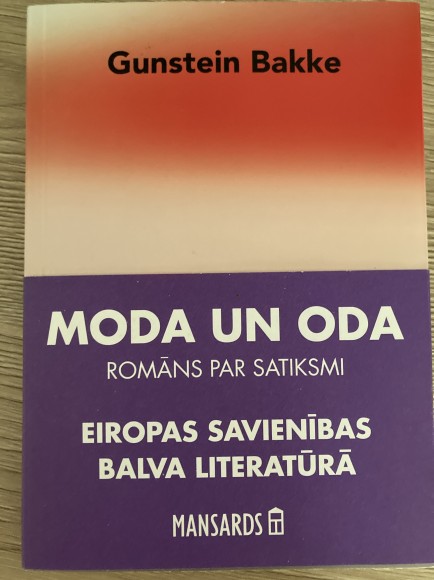 Gunstein Bakke
MODA UN ODA
ROMĀNS PAR SATIKSMI
EIROPAS SAVIENĪBAS
BALVA LITERATŪRĀ
MANSARDS